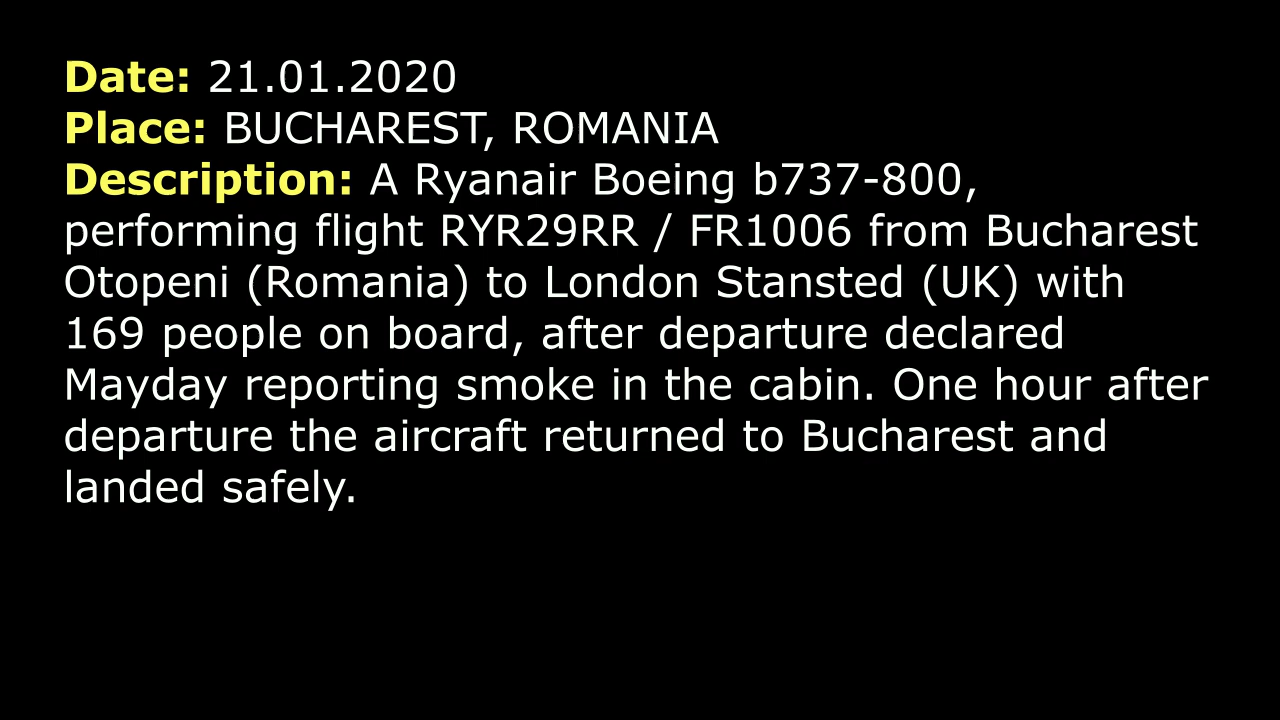 Date: 21.01.2020
Place: BUCHAREST, ROMANIA
Description: A Ryanair Boeing b737-800,
performing flight RYR29RR / FR1006 from Bucharest
Otopeni (Romania) to London Stansted (UK) with
169 people on board, after departure declared
Mayday reporting smoke in the cabin. One hour after
departure the aircraft returned to Bucharest and
landed safely.